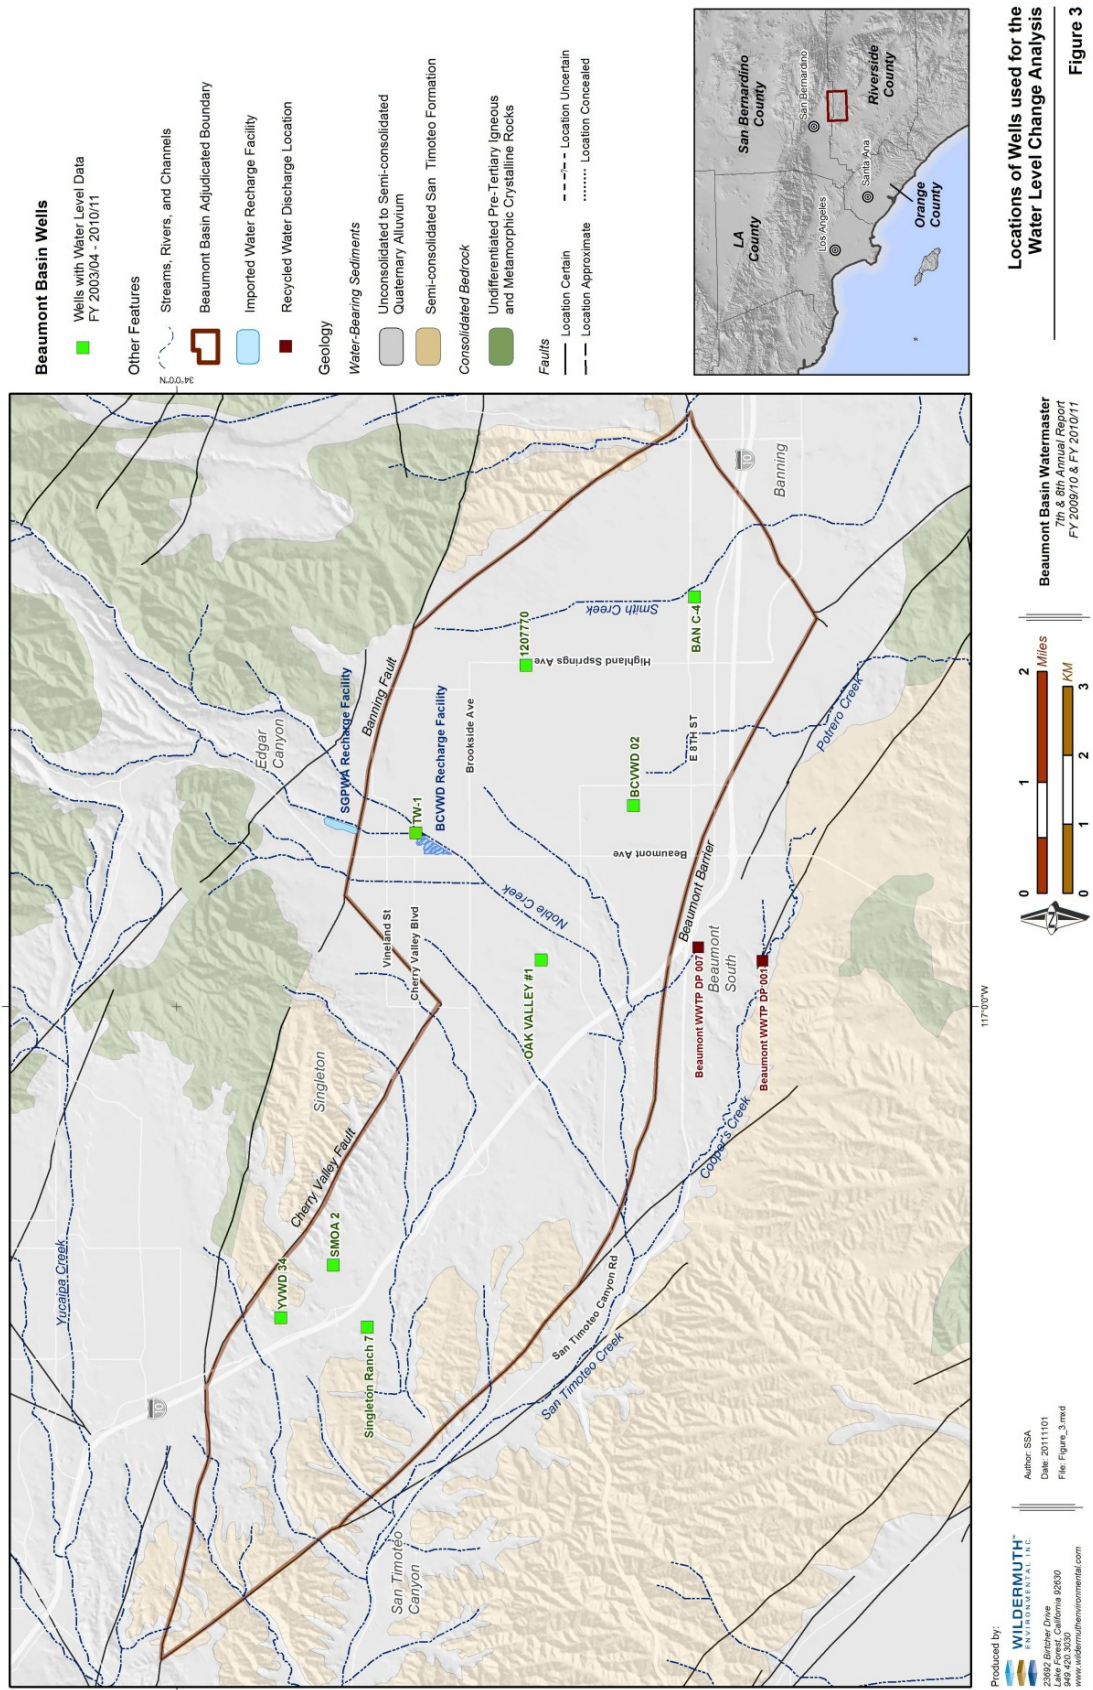 Beaumont Basin Wells
Wells with Water Level Data
FY 2003/04 - 2010/11
Other Features
Streams, Rivers, and Channels
Beaumont Basin Adjudicated Boundary
Imported Water Recharge Facility
Recycled Water Discharge Location
Geology
Water-Bearing Sediments
Unconsolidated to Semi-consolidated
Quaternary Alluvium
Semi-consolidated San Timoteo Formation
Consolidated Bedrock
Undifferentiated Pre-Tertiary Igneous
and Metamorphic Crystalline Rocks
Faults
Location Certain
Location Approximate
Location Uncertain
Location Concealed
34°0'0"N
117°0'0"W
Yucaipa Creek
10
YVWD 34
SMOA 2
Singleton Ranch 7
Cherry Valley Fault
Singleton
Edgar
Canyon
SGPWA Recharge Facility
Banning Fault
TW-1
BCVWD Recharge Facility
Vineland St
Cherry Valley Blvd
Brookside Ave
Noble Creek
OAK VALLEY #1
1207770
Highland Ssprings Ave
Smith Creek
BCVWD 02
Beaumont Ave
E 8TH ST
BAN C-4
10
Banning
Beaumont Barrier
Beaumont WWTP DP 007
Beaumont
South
Beaumont WWTP DP 001
Potrero Creek
Cooper's Creek
San Timoteo Canyon Rd
San Timoteo Creek
San Timoteo
Canyon
San Bernardino
County
LA
County
San Bernardino
Riverside
County
Los Angeles
Santa Ana
Orange
County
Produced by:
WILDERMUTH™
ENVIRONMENTAL INC.
23692 Birtcher Drive
Lake Forest, California 92630
949.420.3030
www.wildermuthenvironmental.com
Author: SSA
Date: 20111101
File: Figure_3.mxd
N
0 1 2
Miles
0 1 2 3
KM
Beaumont Basin Watermaster
7th & 8th Annual Report
FY 2009/10 & FY 2010/11
Locations of Wells used for the
Water Level Change Analysis
Figure 3